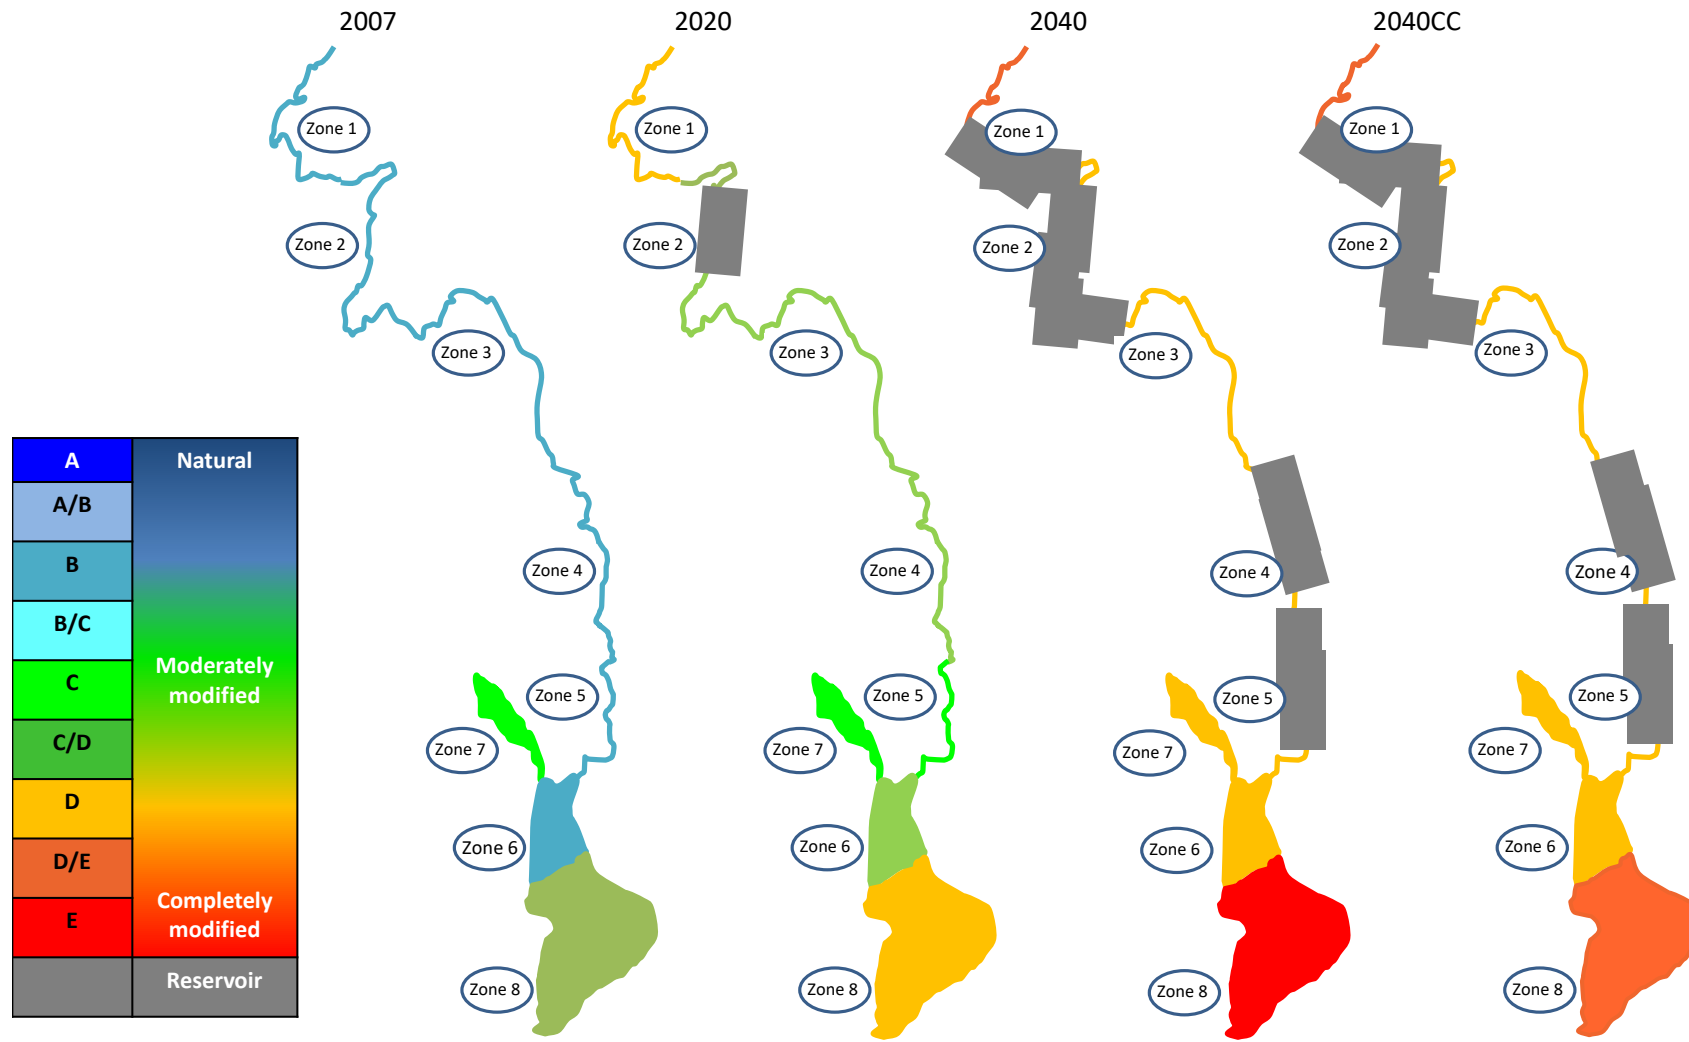 2007
2020
2040
2040CC
Zone 1
Zone 1
Zone 1
Zone 1
Zone 2
Zone 2
Zone 2
Zone 2
Zone 3
Zone 3
Zone 3
Zone 3
A
Natural
A/B
B
B/C
C
Moderately
modified
C/D
D
D/E
E
Completely
modified
Reservoir
Zone 4
Zone 4
Zone 4
Zone 4
Zone 5
Zone 5
Zone 5
Zone 5
Zone 7
Zone 7
Zone 7
Zone 7
Zone 6
Zone 6
Zone 6
Zone 6
Zone 8
Zone 8
Zone 8
Zone 8